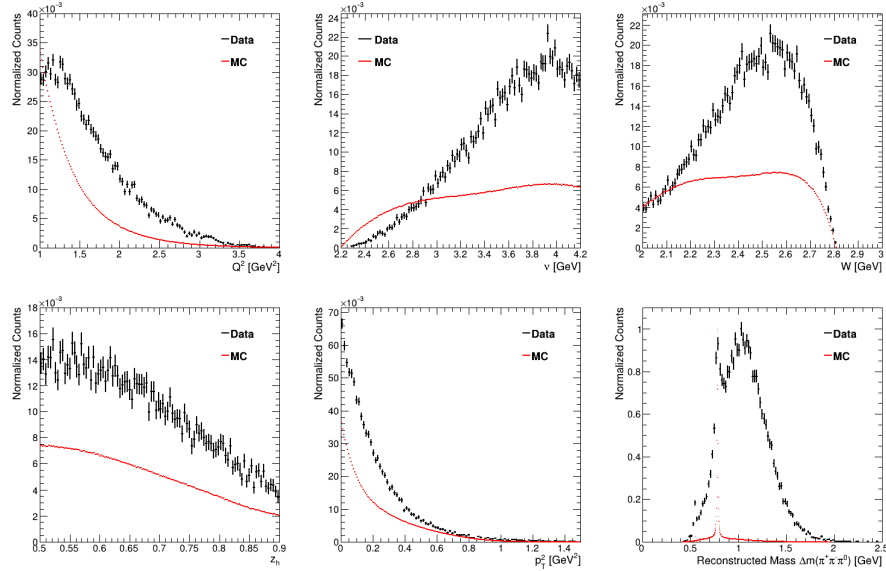 ×10⁻³ ×10⁻³ ×10⁻³
Normalized Counts 40 35 30 25 20 15 10 5 0 Data MC
1 1.5 2 2.5 3 3.5 4
Q² [GeV²]
Normalized Counts 24 22 20 18 16 14 12 10 8 6 4 2 0 Data MC
2.2 2.4 2.6 2.8 3 3.2 3.4 3.6 3.8 4 4.2
ν [GeV]
Normalized Counts 22 20 18 16 14 12 10 8 6 4 2 0 Data MC
2 2.1 2.2 2.3 2.4 2.5 2.6 2.7 2.8 2.9 3
W [GeV]
×10⁻³ ×10⁻³
Normalized Counts 18 16 14 12 10 8 6 4 2 0 Data MC
0.5 0.55 0.6 0.65 0.7 0.75 0.8 0.85 0.9
z_h
Normalized Counts 70 60 50 40 30 20 10 0 Data MC
0 0.2 0.4 0.6 0.8 1 1.2 1.4
p_T² [GeV²]
Normalized Counts 1 0.8 0.6 0.4 0.2 0 Data MC
0 0.5 1 1.5 2 2.5
Reconstructed Mass Δm(π⁺π⁻π⁰) [GeV]